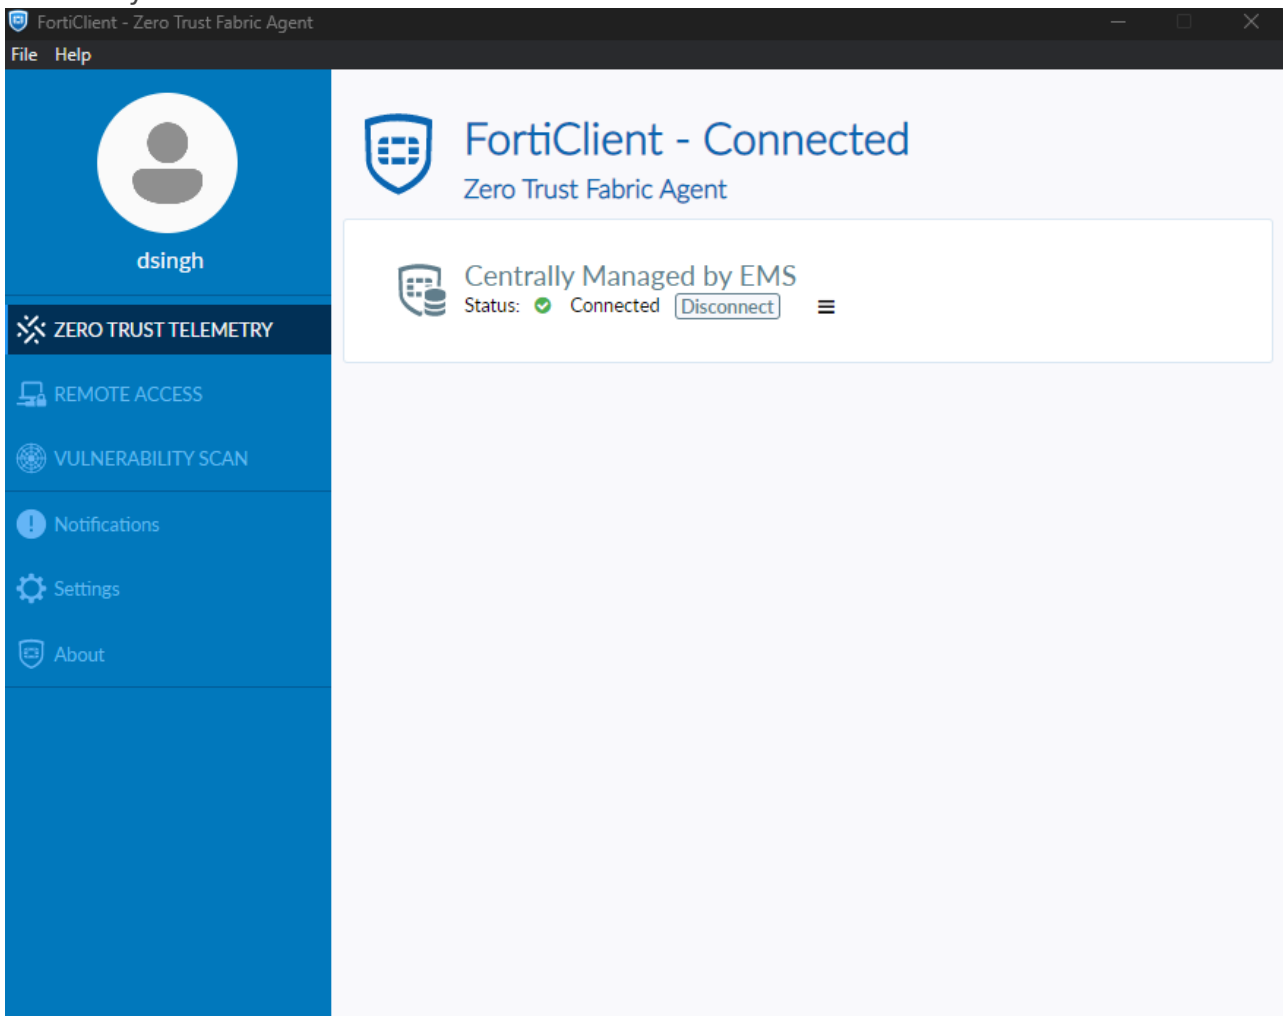 FortiClient - Zero Trust Fabric Agent
File Help
dsingh
ZERO TRUST TELEMETRY
REMOTE ACCESS
VULNERABILITY SCAN
Notifications
Settings
About
FortiClient - Connected
Zero Trust Fabric Agent
Centrally Managed by EMS
Status: Connected Disconnect